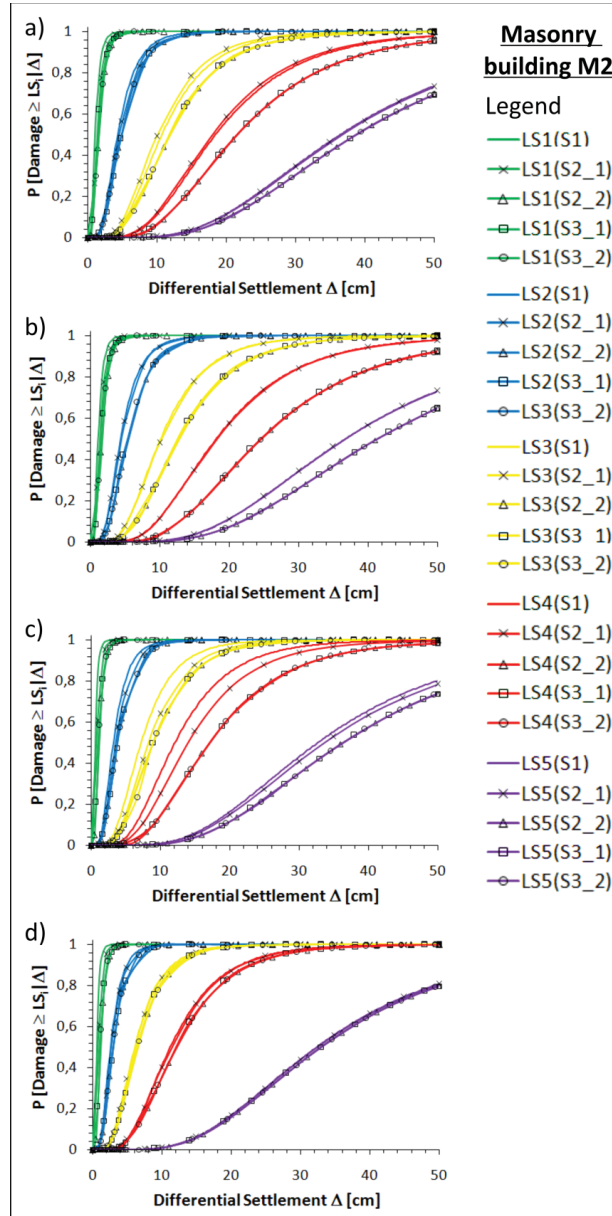 a)
1
0,8
0,6
0,4
0,2
0
P [Damage ≥ LSi|Δ]
0 10 20 30 40 50
Differential Settlement Δ [cm]
b)
1
0,8
0,6
0,4
0,2
0
P [Damage ≥ LSi|Δ]
0 10 20 30 40 50
Differential Settlement Δ [cm]
c)
1
0,8
0,6
0,4
0,2
0
P [Damage ≥ LSi|Δ]
0 10 20 30 40 50
Differential Settlement Δ [cm]
d)
1
0,8
0,6
0,4
0,2
0
P [Damage ≥ LSi|Δ]
0 10 20 30 40 50
Differential Settlement Δ [cm]
Masonry
building M2
Legend
LS1(S1)
LS1(S2_1)
LS1(S2_2)
LS1(S3_1)
LS1(S3_2)
LS2(S1)
LS2(S2_1)
LS2(S2_2)
LS2(S3_1)
LS3(S3_2)
LS3(S1)
LS3(S2_1)
LS3(S2_2)
LS3(S3_1)
LS3(S3_2)
LS4(S1)
LS4(S2_1)
LS4(S2_2)
LS4(S3_1)
LS4(S3_2)
LS5(S1)
LS5(S2_1)
LS5(S2_2)
LS5(S3_1)
LS5(S3_2)